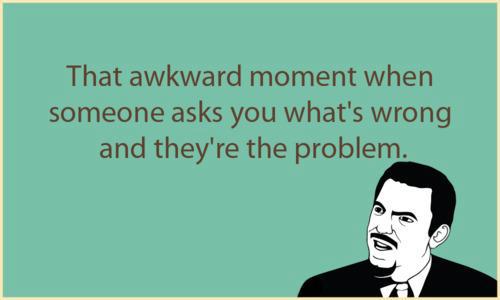 That awkward moment when
someone asks you what's wrong
and they're the problem.